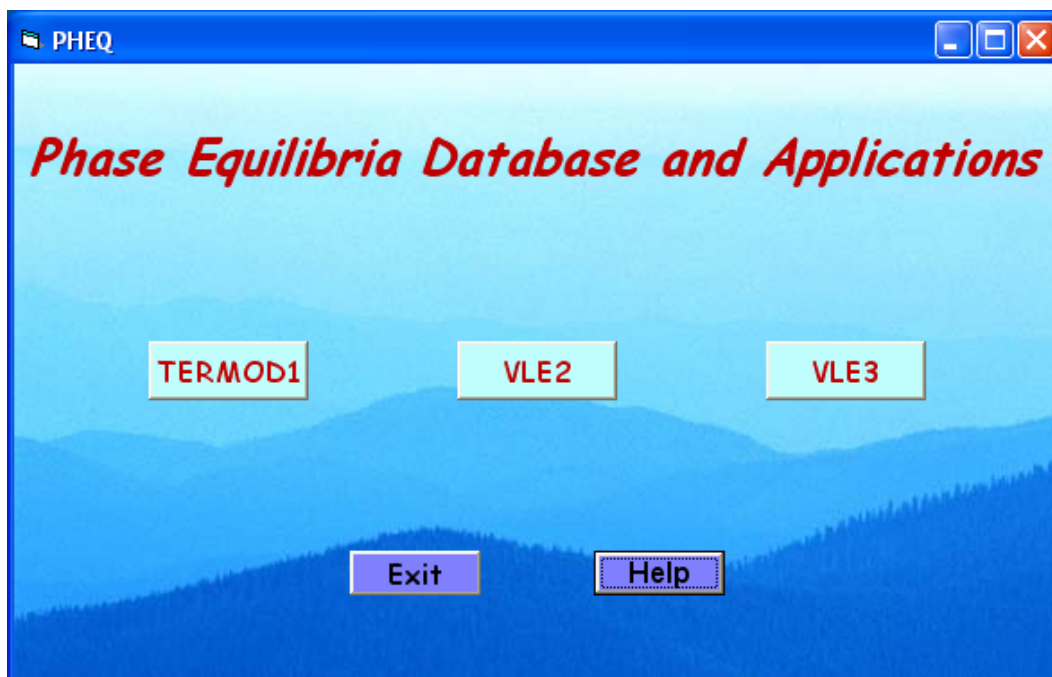 PHEQ
Phase Equilibria Database and Applications
TERMOD1 VLE2 VLE3
Exit Help